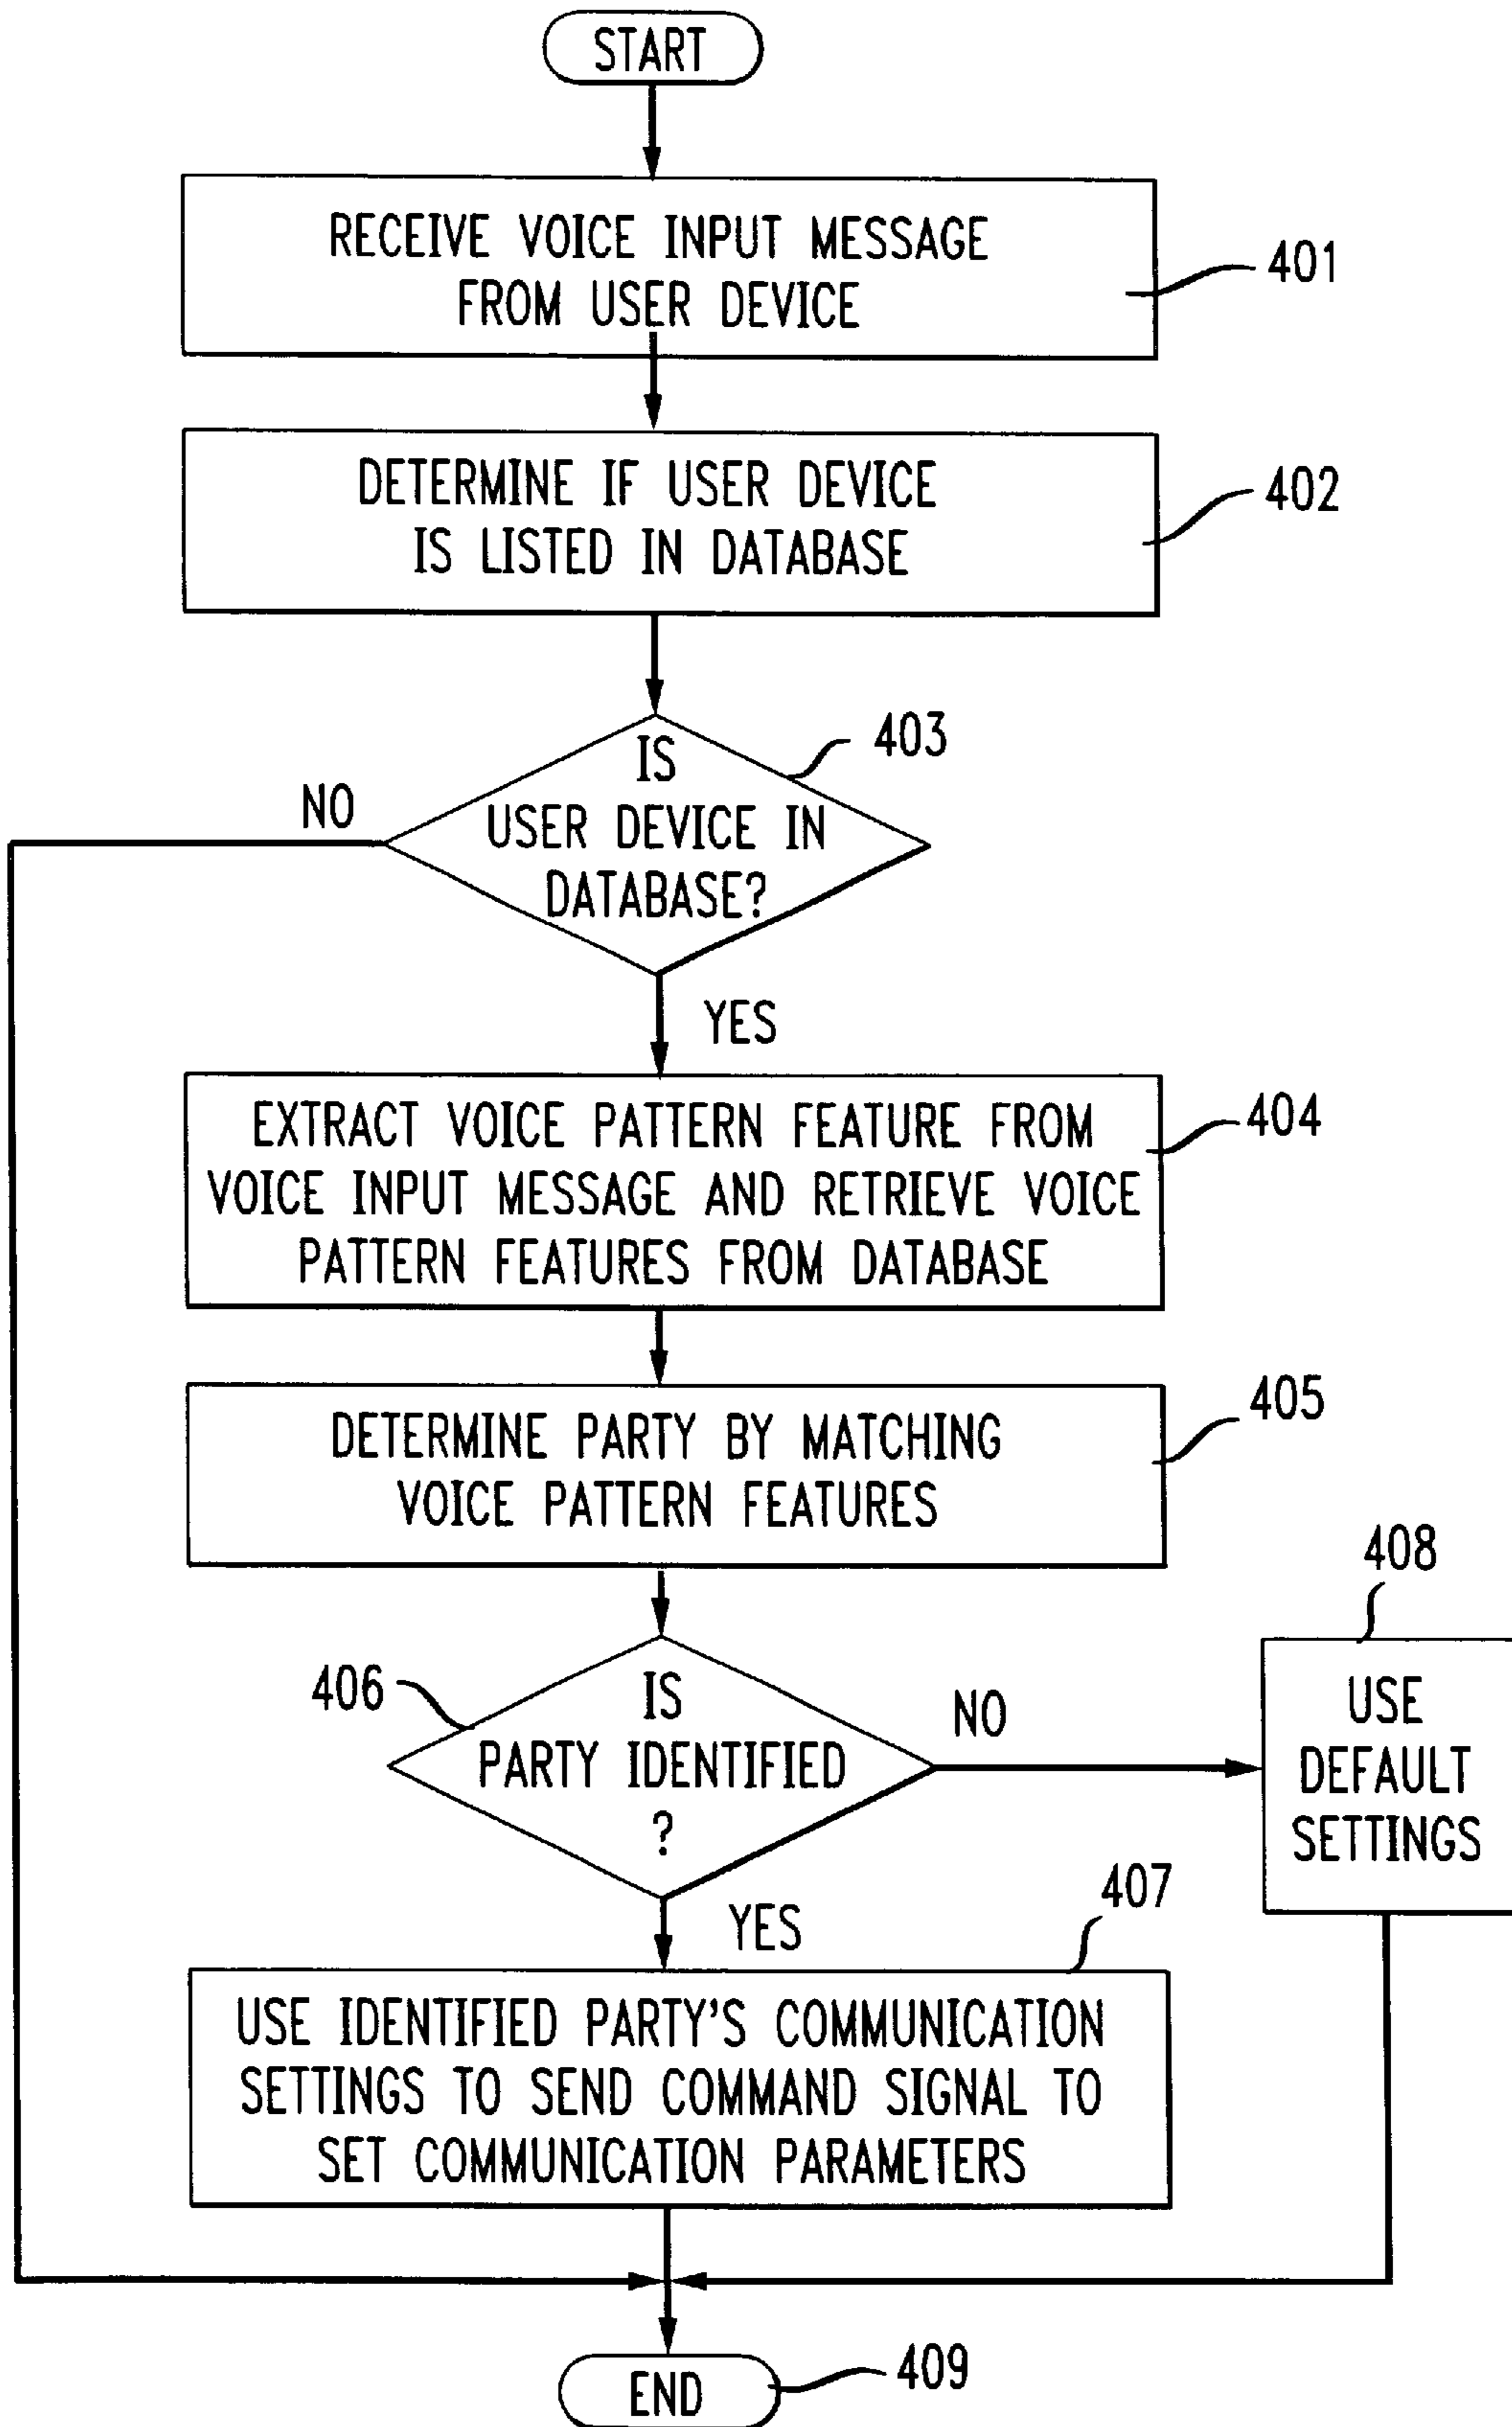 START
RECEIVE VOICE INPUT MESSAGE
FROM USER DEVICE
401
DETERMINE IF USER DEVICE
IS LISTED IN DATABASE
402
403
IS
USER DEVICE IN
DATABASE?
NO
YES
EXTRACT VOICE PATTERN FEATURE FROM
VOICE INPUT MESSAGE AND RETRIEVE VOICE
PATTERN FEATURES FROM DATABASE
404
DETERMINE PARTY BY MATCHING
VOICE PATTERN FEATURES
405
406
IS
PARTY IDENTIFIED
?
NO
408
USE
DEFAULT
SETTINGS
YES
407
USE IDENTIFIED PARTY'S COMMUNICATION
SETTINGS TO SEND COMMAND SIGNAL TO
SET COMMUNICATION PARAMETERS
END
409